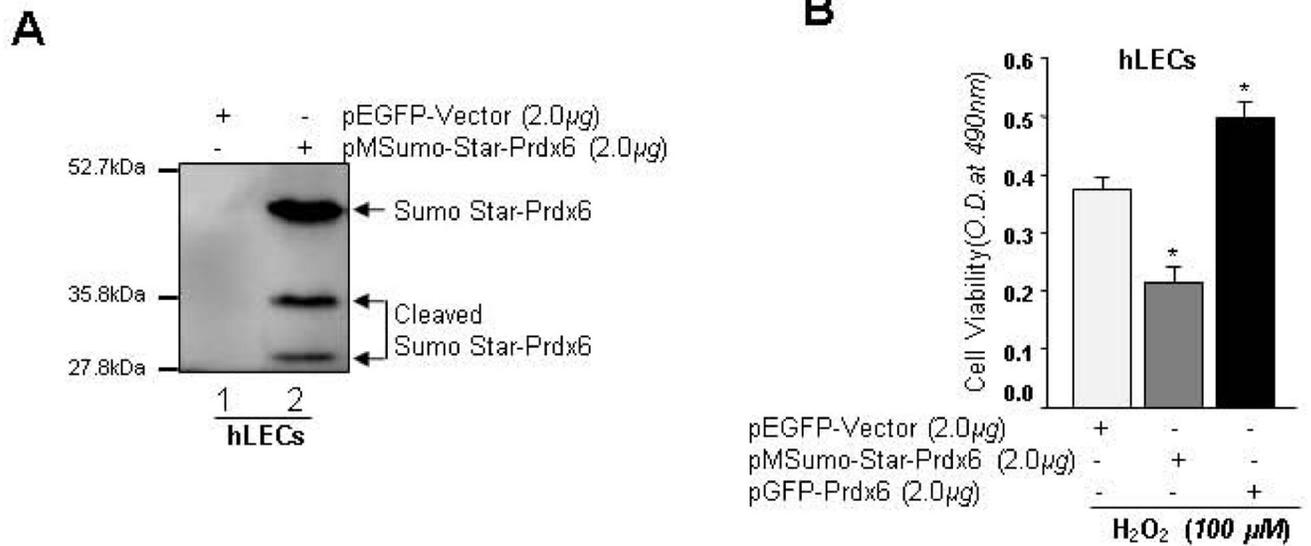 A
+ - pEGFP-Vector (2.0μg)
- + pMSumo-Star-Prdx6 (2.0μg)
52.7kDa
Sumo Star-Prdx6
35.8kDa
Cleaved
Sumo Star-Prdx6
27.8kDa
1 2
hLECs
B
hLECs
Cell Viability(O.D.at 490nm)
0.6
0.5
0.4
0.3
0.2
0.1
0.0
* *
pEGFP-Vector (2.0μg) + - -
pMSumo-Star-Prdx6 (2.0μg) - + -
pGFP-Prdx6 (2.0μg) - - +
H₂O₂ (100 μM)